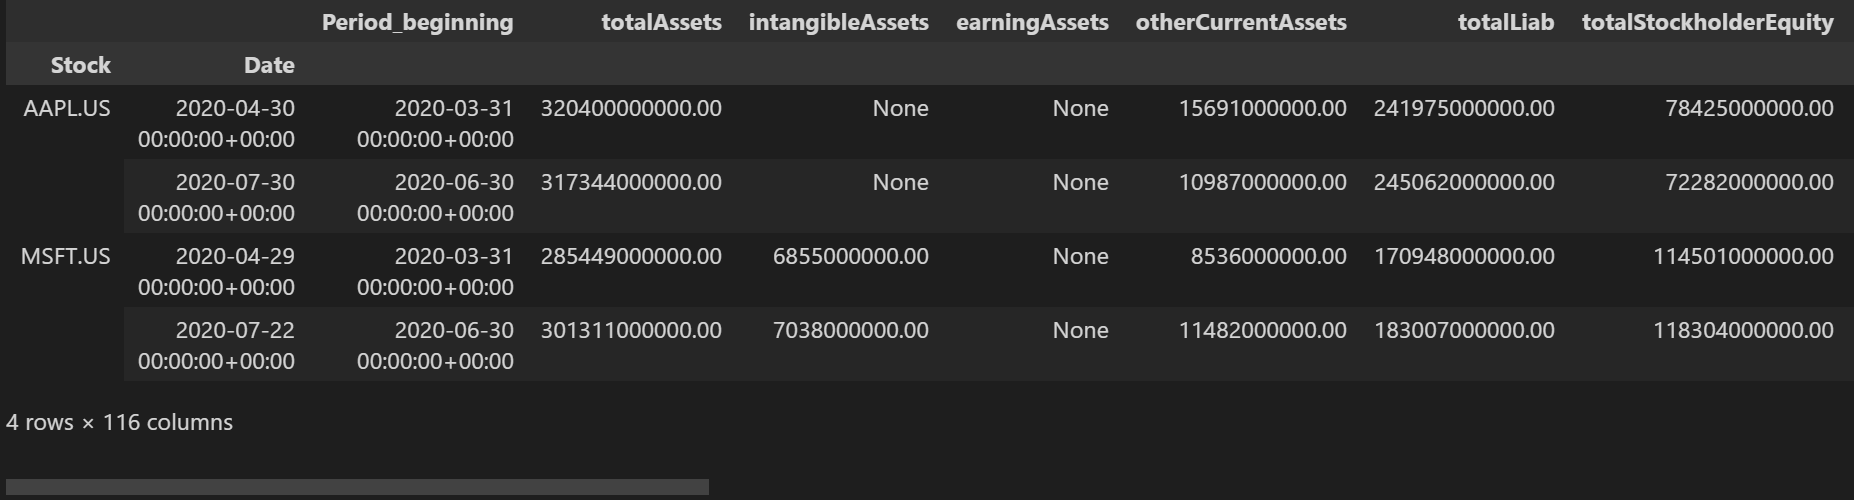 Period_beginning totalAssets intangibleAssets earningAssets otherCurrentAssets totalLiab totalStockholderEquity
Stock Date
AAPL.US 2020-04-30 2020-03-31 320400000000.00 None None 15691000000.00 241975000000.00 78425000000.00
00:00:00+00:00 00:00:00+00:00
2020-07-30 2020-06-30 317344000000.00 None None 10987000000.00 245062000000.00 72282000000.00
00:00:00+00:00 00:00:00+00:00
MSFT.US 2020-04-29 2020-03-31 285449000000.00 6855000000.00 None 8536000000.00 170948000000.00 114501000000.00
00:00:00+00:00 00:00:00+00:00
2020-07-22 2020-06-30 301311000000.00 7038000000.00 None 11482000000.00 183007000000.00 118304000000.00
00:00:00+00:00 00:00:00+00:00
4 rows × 116 columns